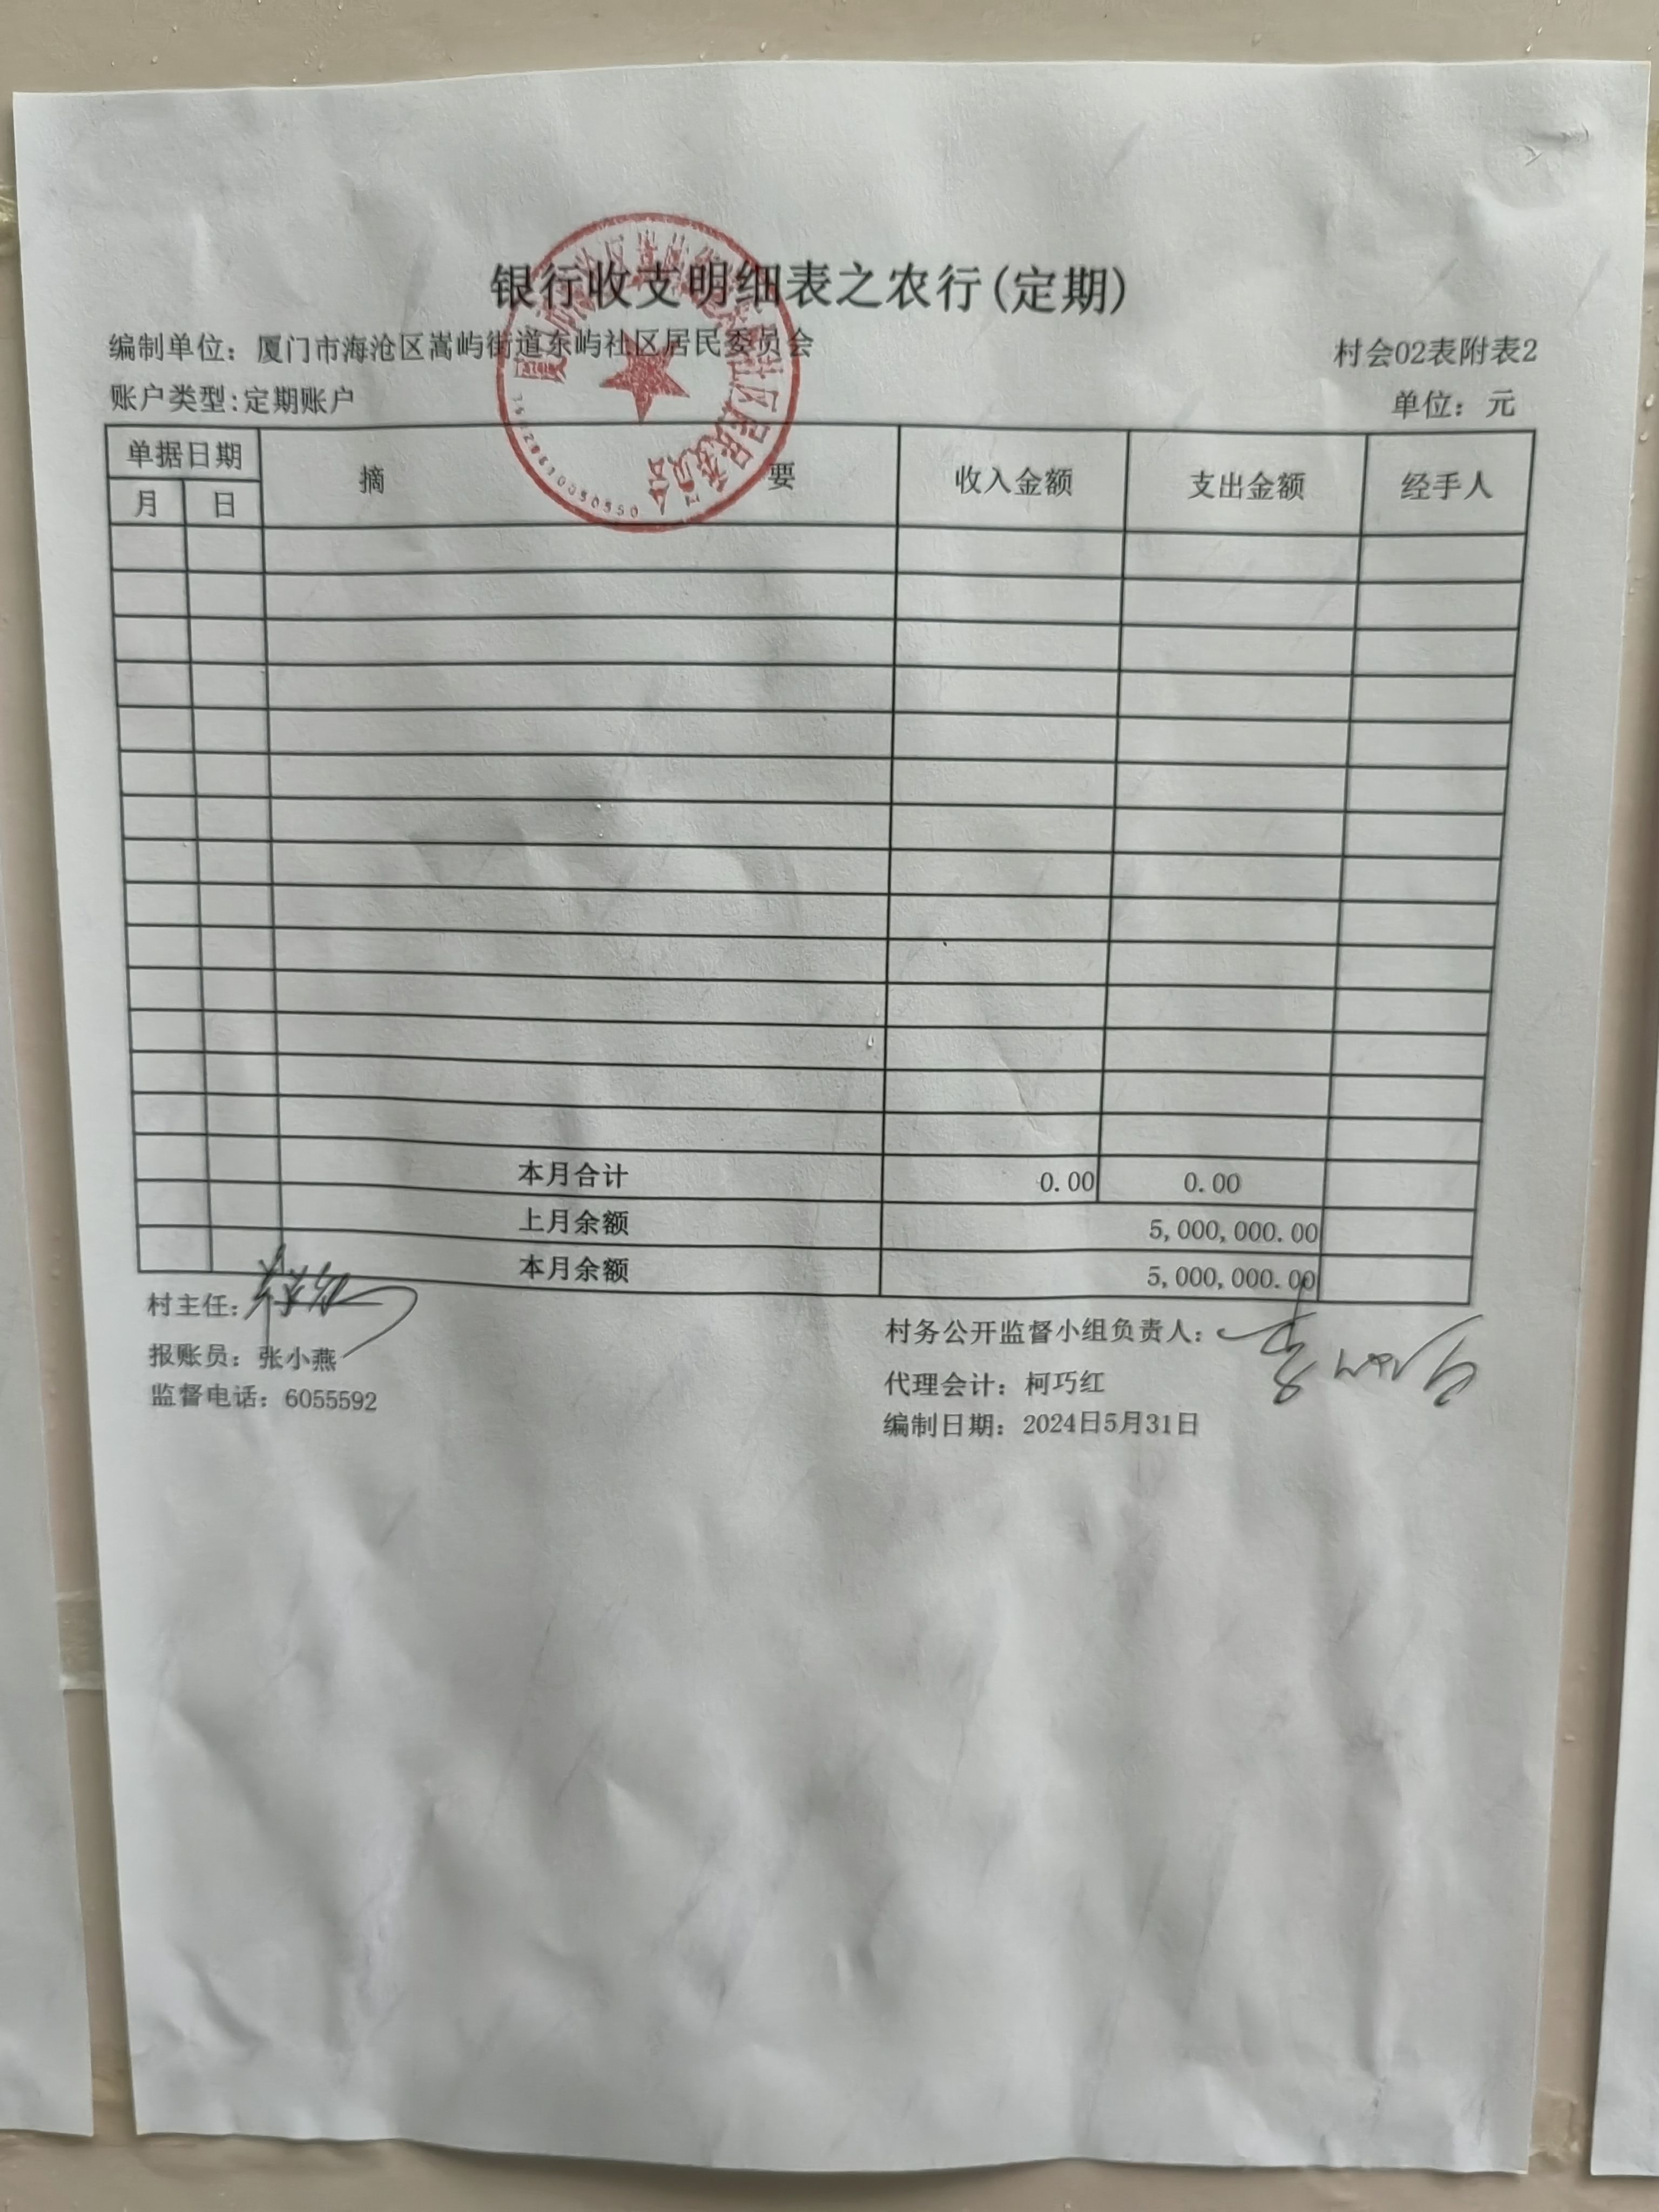 银行收支明细表之农行(定期)
编制单位：厦门市海沧区嵩屿街道东屿社区居民委员会 村会02表附表2
账户类型:定期账户 单位：元
单据日期 摘 要 收入金额 支出金额 经手人
月 日
本月合计 0.00 0.00
上月余额 5,000,000.00
本月余额 5,000,000.00
村主任： 村务公开监督小组负责人：
报账员：张小燕 代理会计：柯巧红
监督电话：6055592 编制日期：2024日5月31日